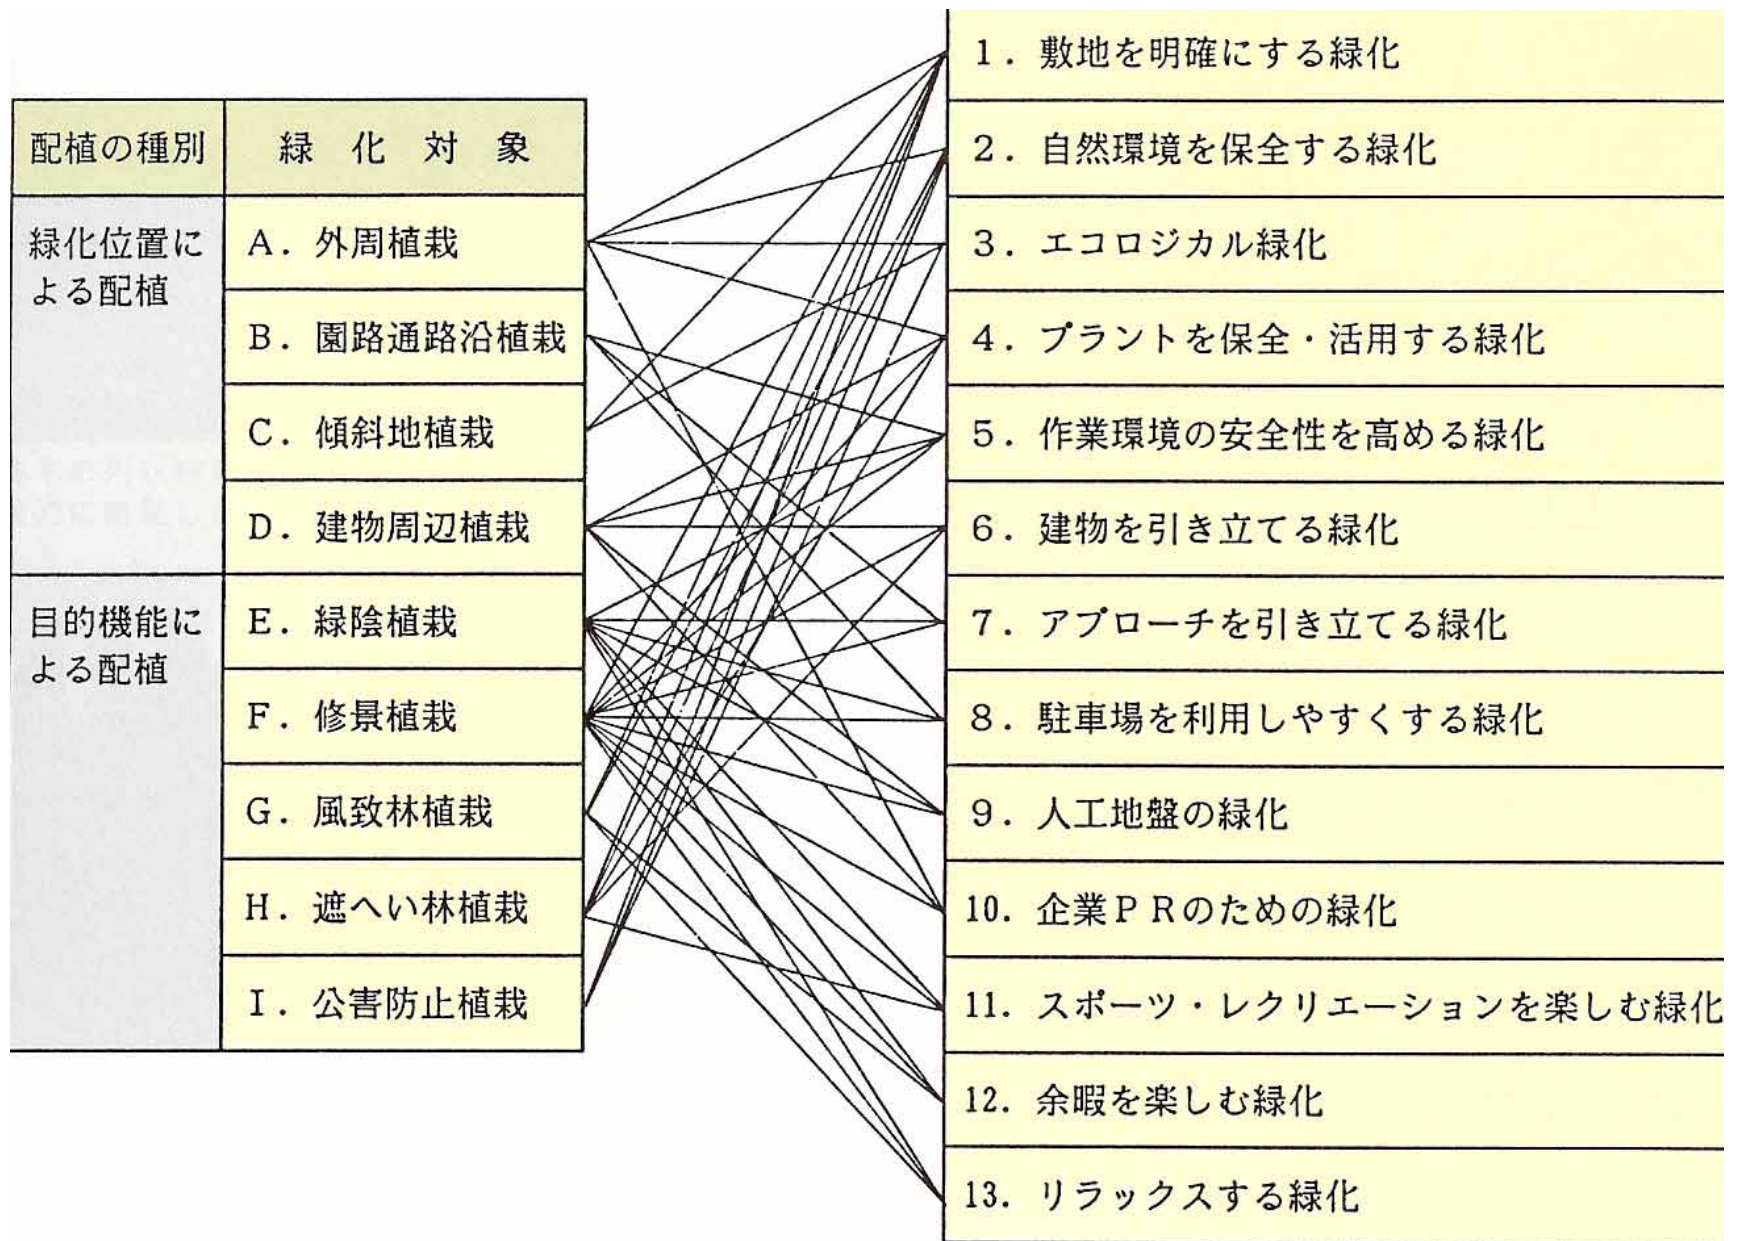 配植の種別
緑化対象
緑化位置に
よる配植
A. 外周植栽
B. 園路通路沿植栽
C. 傾斜地植栽
D. 建物周辺植栽
目的機能に
よる配植
E. 緑陰植栽
F. 修景植栽
G. 風致林植栽
H. 遮へい林植栽
I. 公害防止植栽
1. 敷地を明確にする緑化
2. 自然環境を保全する緑化
3. エコロジカル緑化
4. プラントを保全・活用する緑化
5. 作業環境の安全性を高める緑化
6. 建物を引き立てる緑化
7. アプローチを引き立てる緑化
8. 駐車場を利用しやすくする緑化
9. 人工地盤の緑化
10. 企業PRのための緑化
11. スポーツ・レクリエーションを楽しむ緑化
12. 余暇を楽しむ緑化
13. リラックスする緑化